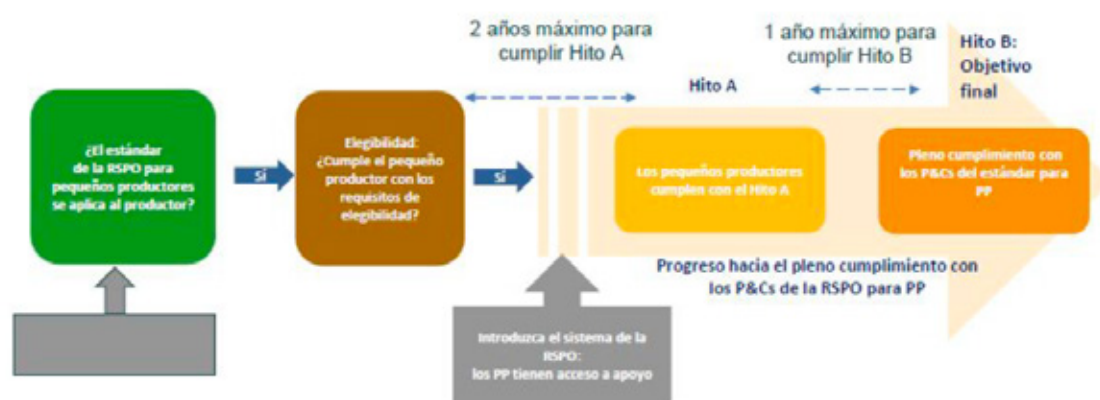 2 años máximo para
cumplir Hito A
1 año máximo para
cumplir Hito B
Hito B:
Objetivo
final
Hito A
¿El estándar
de la RSPO para
pequeños productores
se aplica al productor?
Sí
Elegibilidad:
¿Cumple el pequeño
productor con los
requisitos de
elegibilidad?
Sí
Los pequeños productores
cumplen con el Hito A
Pleno cumplimiento con
los P&Cs del estándar para
PP
Progreso hacia el pleno cumplimiento con
los P&Cs de la RSPO para PP
Introduzca el sistema de la
RSPO:
los PP tienen acceso a apoyo